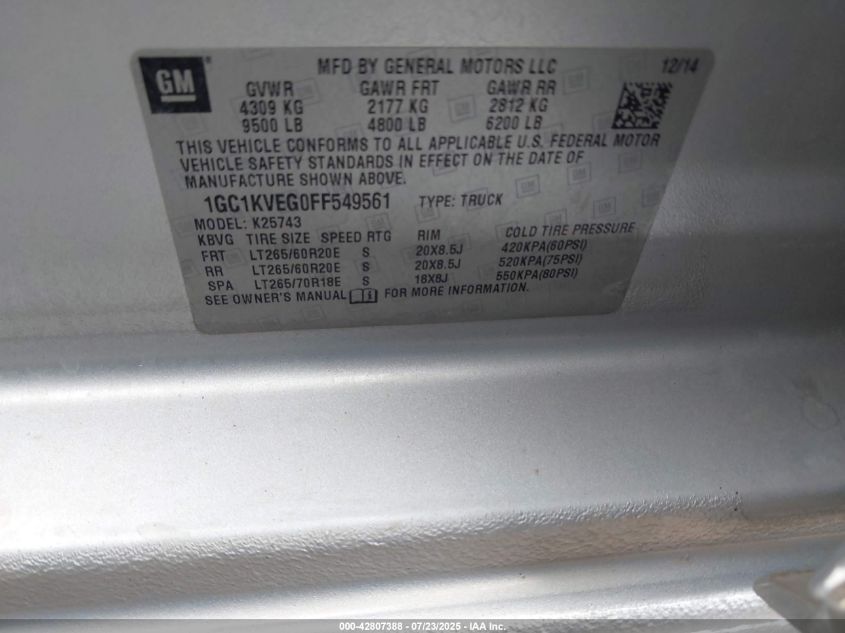 GM
MFD BY GENERAL MOTORS LLC 12/14
GVWR GAWR FRT GAWR RR
4309 KG 2177 KG 2812 KG
9500 LB 4800 LB 6200 LB
THIS VEHICLE CONFORMS TO ALL APPLICABLE U.S. FEDERAL MOTOR
VEHICLE SAFETY STANDARDS IN EFFECT ON THE DATE OF
MANUFACTURE SHOWN ABOVE.
1GC1KVEG0FF549561 TYPE: TRUCK
MODEL: K25743
KBVG TIRE SIZE SPEED RTG RIM COLD TIRE PRESSURE
FRT LT265/60R20E S 20X8.5J 420KPA(60PSI)
RR LT265/60R20E S 20X8.5J 520KPA(75PSI)
SPA LT265/70R18E S 18X8J 550KPA(80PSI)
SEE OWNER'S MANUAL FOR MORE INFORMATION.
000-42807388 - 07/23/2025 - IAA Inc.